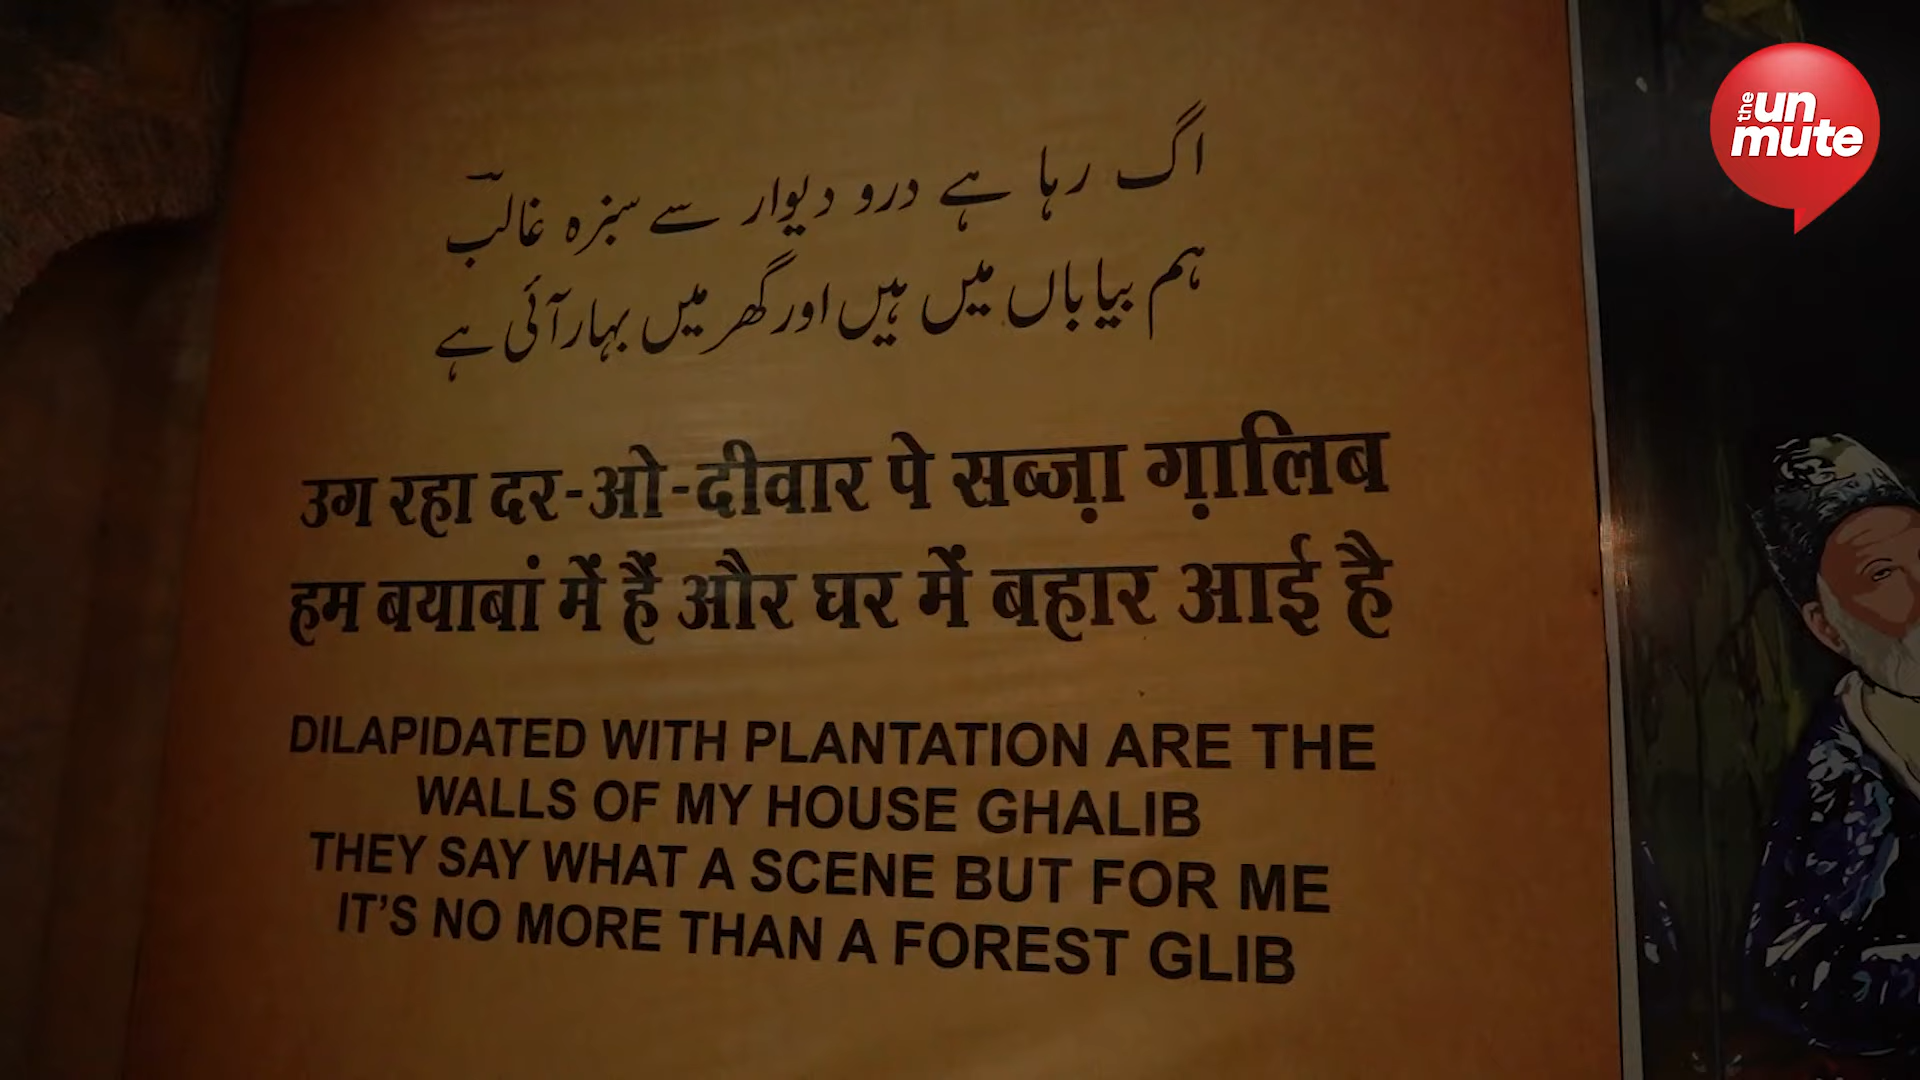 the un mute
اگ رہا ہے درو دیوار سے سبزہ غالبؔ
ہم بیاباں میں ہیں اور گھر میں بہار آئی ہے
उग रहा दर-ओ-दीवार पे सब्ज़ा ग़ालिब
हम बयाबां में हैं और घर में बहार आई है
DILAPIDATED WITH PLANTATION ARE THE
WALLS OF MY HOUSE GHALIB
THEY SAY WHAT A SCENE BUT FOR ME
IT'S NO MORE THAN A FOREST GLIB